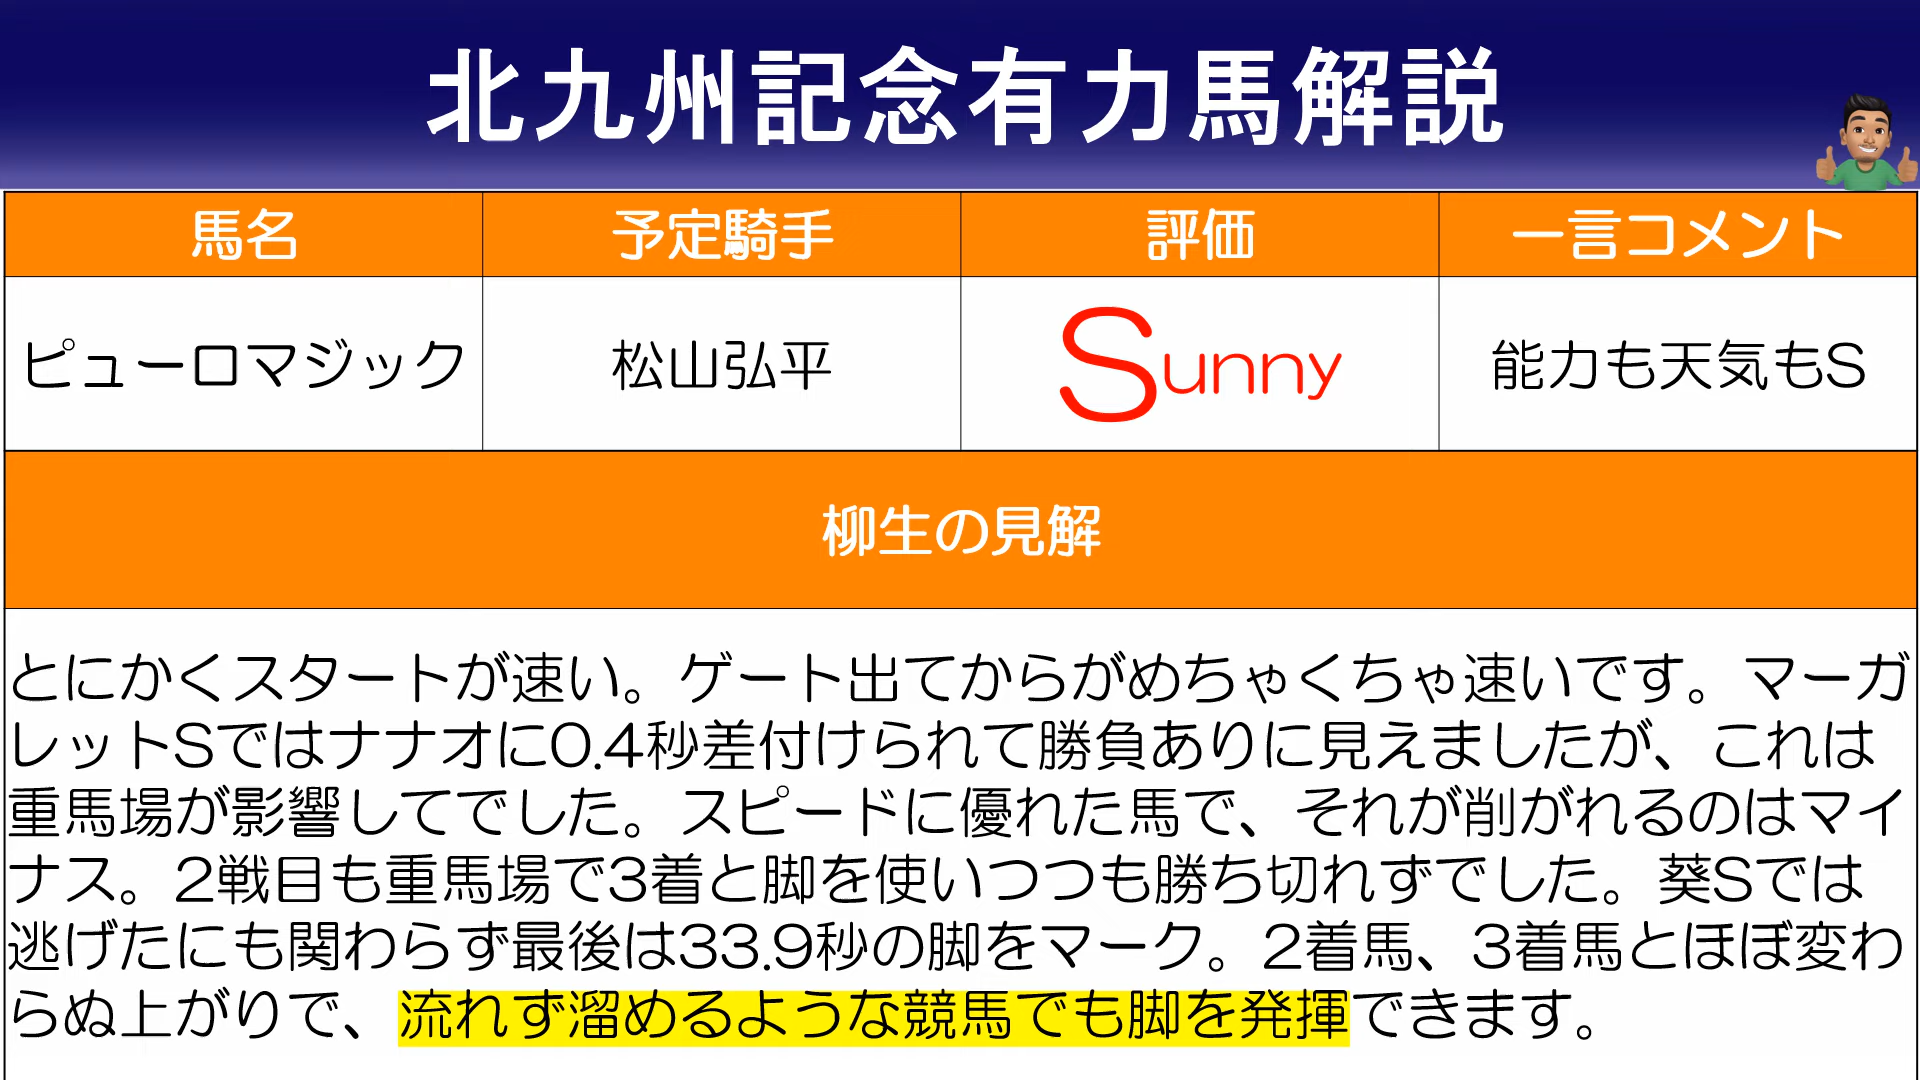 北九州記念有力馬解説
馬名 予定騎手 評価 一言コメント
ピューロマジック 松山弘平 Sunny 能力も天気もS
柳生の見解
とにかくスタートが速い。ゲート出てからがめちゃくちゃ速いです。マーガ
レットSではナナオに0.4秒差付けられて勝負ありに見えましたが、これは
重馬場が影響してでした。スピードに優れた馬で、それが削がれるのはマイ
ナス。2戦目も重馬場で3着と脚を使いつつも勝ち切れずでした。葵Sでは
逃げたにも関わらず最後は33.9秒の脚をマーク。2着馬、3着馬とほぼ変わ
らぬ上がりで、流れず溜めるような競馬でも脚を発揮できます。